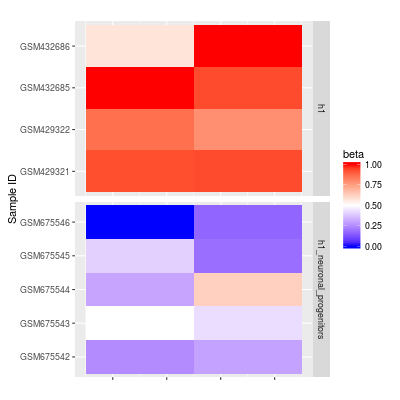 GSM432686
GSM432685
GSM429322
GSM429321
h1
GSM675546
GSM675545
GSM675544
GSM675543
GSM675542
h1_neuronal_progenitors
Sample ID
beta
1.00
0.75
0.50
0.25
0.00